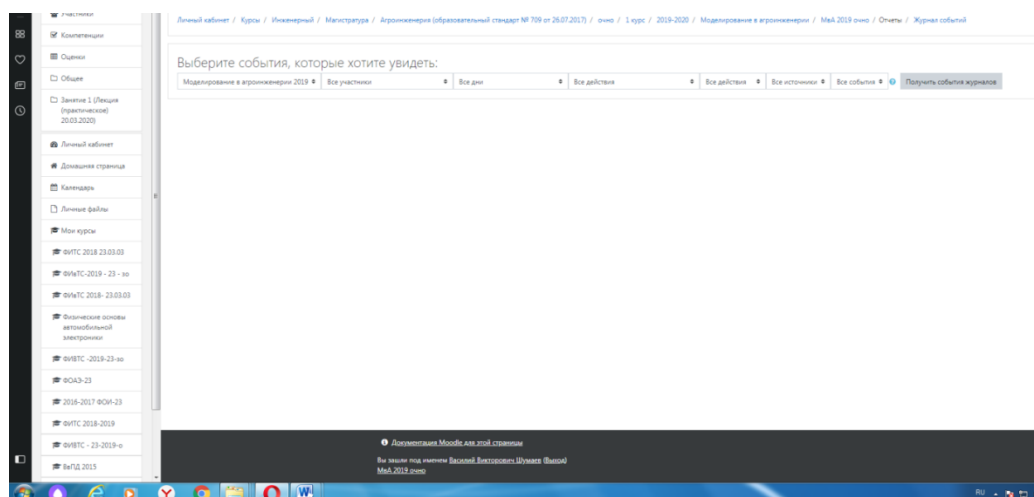 Участники
Компетенции
Оценки
Общее
Занятие 1 (Лекция
(практическое)
20.03.2020)
Личный кабинет
Домашняя страница
Календарь
Личные файлы
Мои курсы
ФИТС 2018 23.03.03
ФИвТС-2019 - 23 - зо
ФИвТС 2018- 23.03.03
Физические основы
автомобильной
электроники
ФИВТС -2019-23-зо
ФОАЭ-23
2016-2017 ФОИ-23
ФИТС 2018-2019
ФИВТС - 23-2019-о
ВвПД 2015
Личный кабинет / Курсы / Инженерный / Магистратура / Агроинженерия (образовательный стандарт № 709 от 26.07.2017) / очно / 1 курс / 2019-2020 / Моделирование в агроинженерии / МвА 2019 очно / Отчеты / Журнал событий
Выберите события, которые хотите увидеть:
Моделирование в агроинженерии 2019 Все участники Все дни Все действия Все действия Все источники Все события Получить события журналов
Документация Moodle для этой страницы
Вы зашли под именем Василий Викторович Шумаев (Выход)
МвА 2019 очно
RU